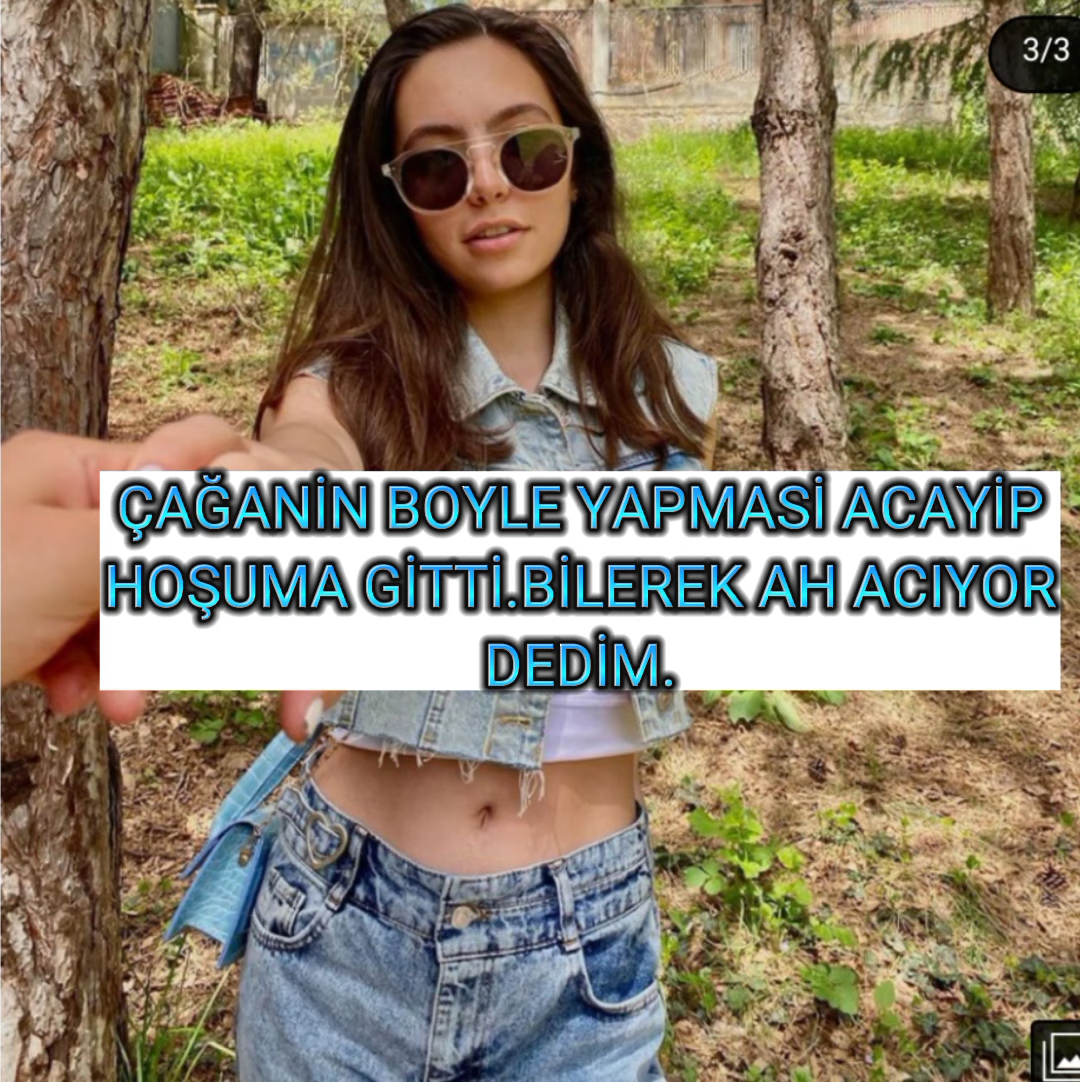 3/3
ÇAĞANİN BOYLE YAPMASİ ACAYİP
HOŞUMA GİTTİ.BİLEREK AH ACIYOR
DEDİM.